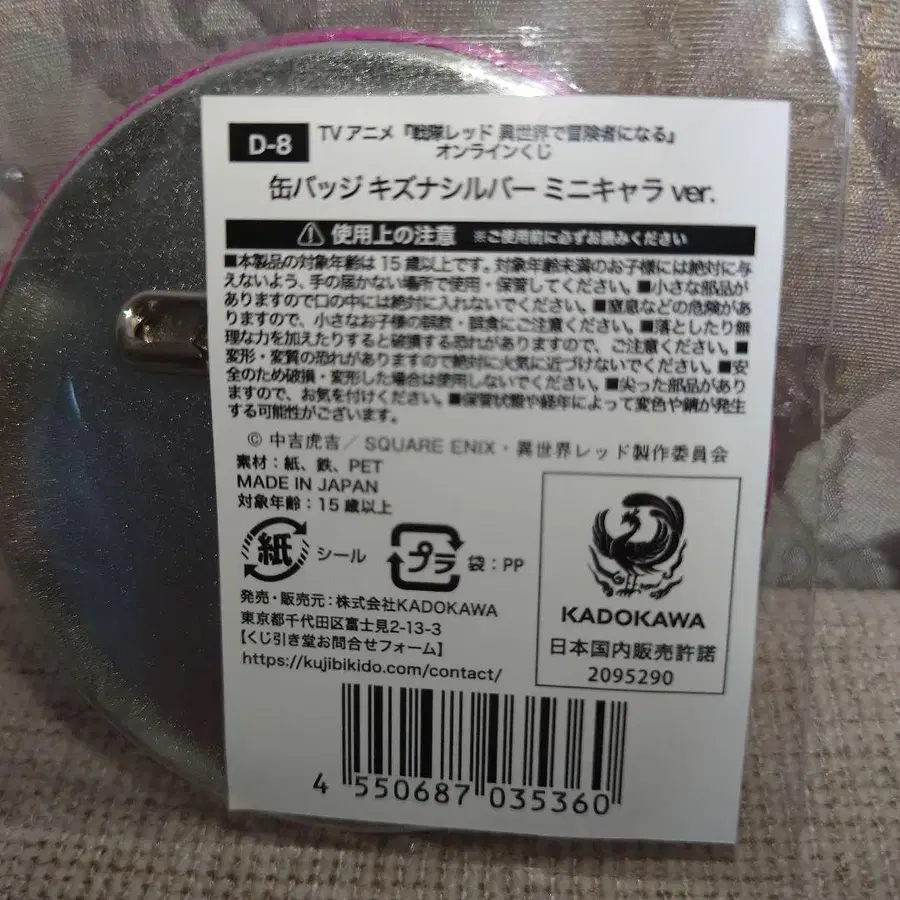 D-8
TVアニメ『戦隊レッド 異世界で冒険者になる』
オンラインくじ
缶バッジ キズナシルバー ミニキャラ ver.
使用上の注意 ※ご使用前に必ずお読みください
■本製品の対象年齢は15歳以上です。対象年齢未満のお子様には絶対に与
えないよう、手の届かない場所で使用・保管してください。■小さな部品が
ありますので口の中には絶対に入れないでください。■窒息などの危険があ
りますので、小さなお子様の誤飲・誤食にご注意ください。■落としたり無
理な力を加えたりすると破損する恐れがありますので、ご注意ください。■
変形・変質の恐れがありますので絶対に火気に近づけないでください。■安
全のため破損・変形した場合は使用しないでください。■尖った部品があり
ますので、お気を付けください。■保管状態や経年によって変色や錆が発生
する可能性がございます。
© 中吉虎吉／SQUARE ENIX・異世界レッド製作委員会
素材：紙、鉄、PET
MADE IN JAPAN
対象年齢：15歳以上
紙 シール プラ 袋：PP
発売・販売元：株式会社KADOKAWA
東京都千代田区富士見2-13-3
【くじ引き堂お問合せフォーム】
https://kujibikido.com/contact/
KADOKAWA
日本国内販売許諾
2095290
4 550687 035360